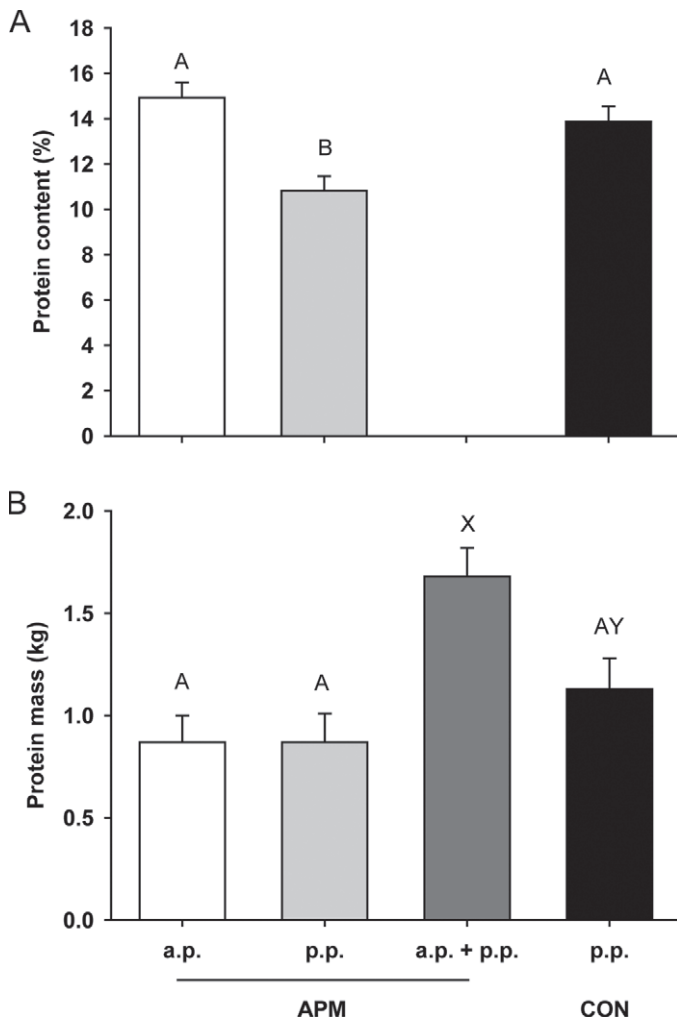 A
Protein content (%)
18
16
14
12
10
8
6
4
2
0
A
B
A
B
Protein mass (kg)
2.0
1.5
1.0
0.5
0.0
A
A
X
AY
a.p. p.p. a.p. + p.p. p.p.
APM CON